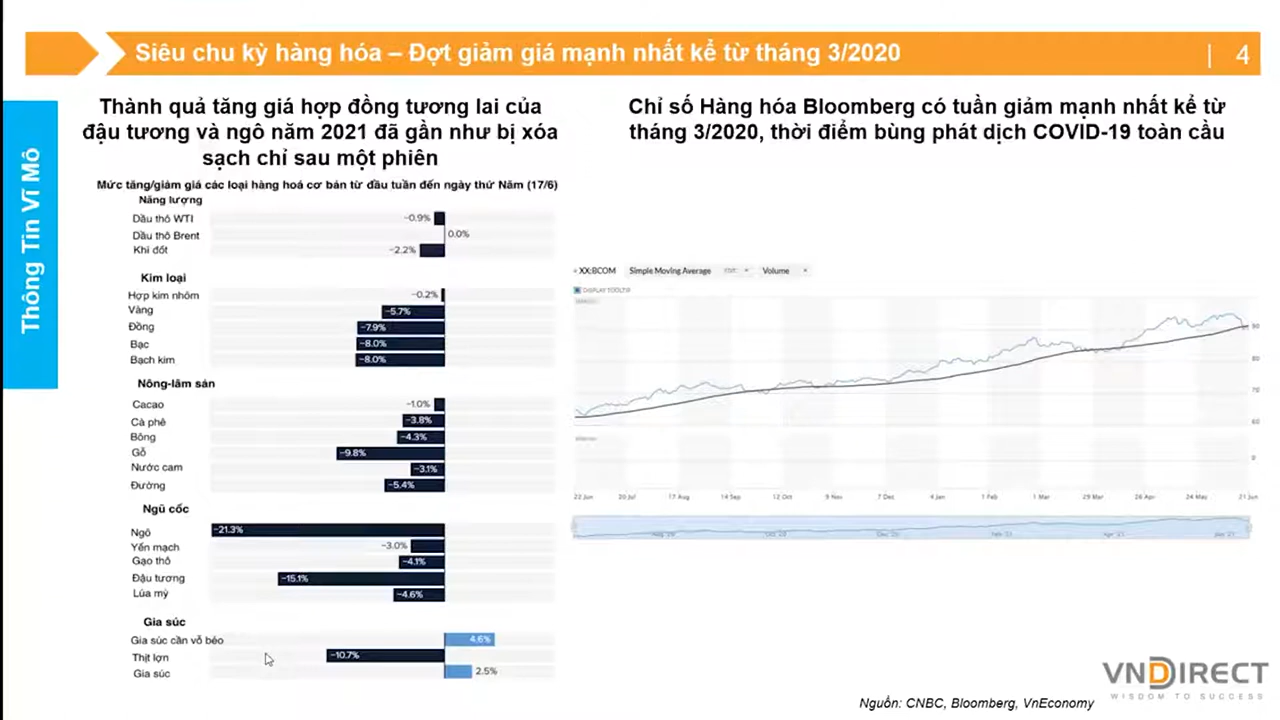 Siêu chu kỳ hàng hóa – Đợt giảm giá mạnh nhất kể từ tháng 3/2020
| 4
Thông Tin Vĩ Mô
Thành quả tăng giá hợp đồng tương lai của
đậu tương và ngô năm 2021 đã gần như bị xóa
sạch chỉ sau một phiên
Mức tăng/giảm giá các loại hàng hoá cơ bản từ đầu tuần đến ngày thứ Năm (17/6)
Năng lượng
Dầu thô WTI −0.9%
Dầu thô Brent 0.0%
Khí đốt −2.2%
Kim loại
Hợp kim nhôm −0.2%
Vàng −5.7%
Đồng −7.9%
Bạc −8.0%
Bạch kim −8.0%
Nông-lâm sản
Cacao −1.0%
Cà phê −3.8%
Bông −4.3%
Gỗ −9.8%
Nước cam −3.1%
Đường −5.4%
Ngũ cốc
Ngô −21.3%
Yến mạch −3.0%
Gạo thô −4.1%
Đậu tương −15.1%
Lúa mỳ −4.6%
Gia súc
Gia súc cần vỗ béo 4.6%
Thịt lợn −10.7%
Gia súc 2.5%
Chỉ số Hàng hóa Bloomberg có tuần giảm mạnh nhất kể từ
tháng 3/2020, thời điểm bùng phát dịch COVID-19 toàn cầu
XX:BCOM Simple Moving Average Volume
DISPLAY TOOLTIP
90
80
70
60
0
22 Jun 20 Jul 17 Aug 14 Sep 12 Oct 9 Nov 7 Dec 4 Jan 1 Feb 1 Mar 29 Mar 26 Apr 24 May 21 Jun
VNDIRECT
WISDOM TO SUCCESS
Nguồn: CNBC, Bloomberg, VnEconomy